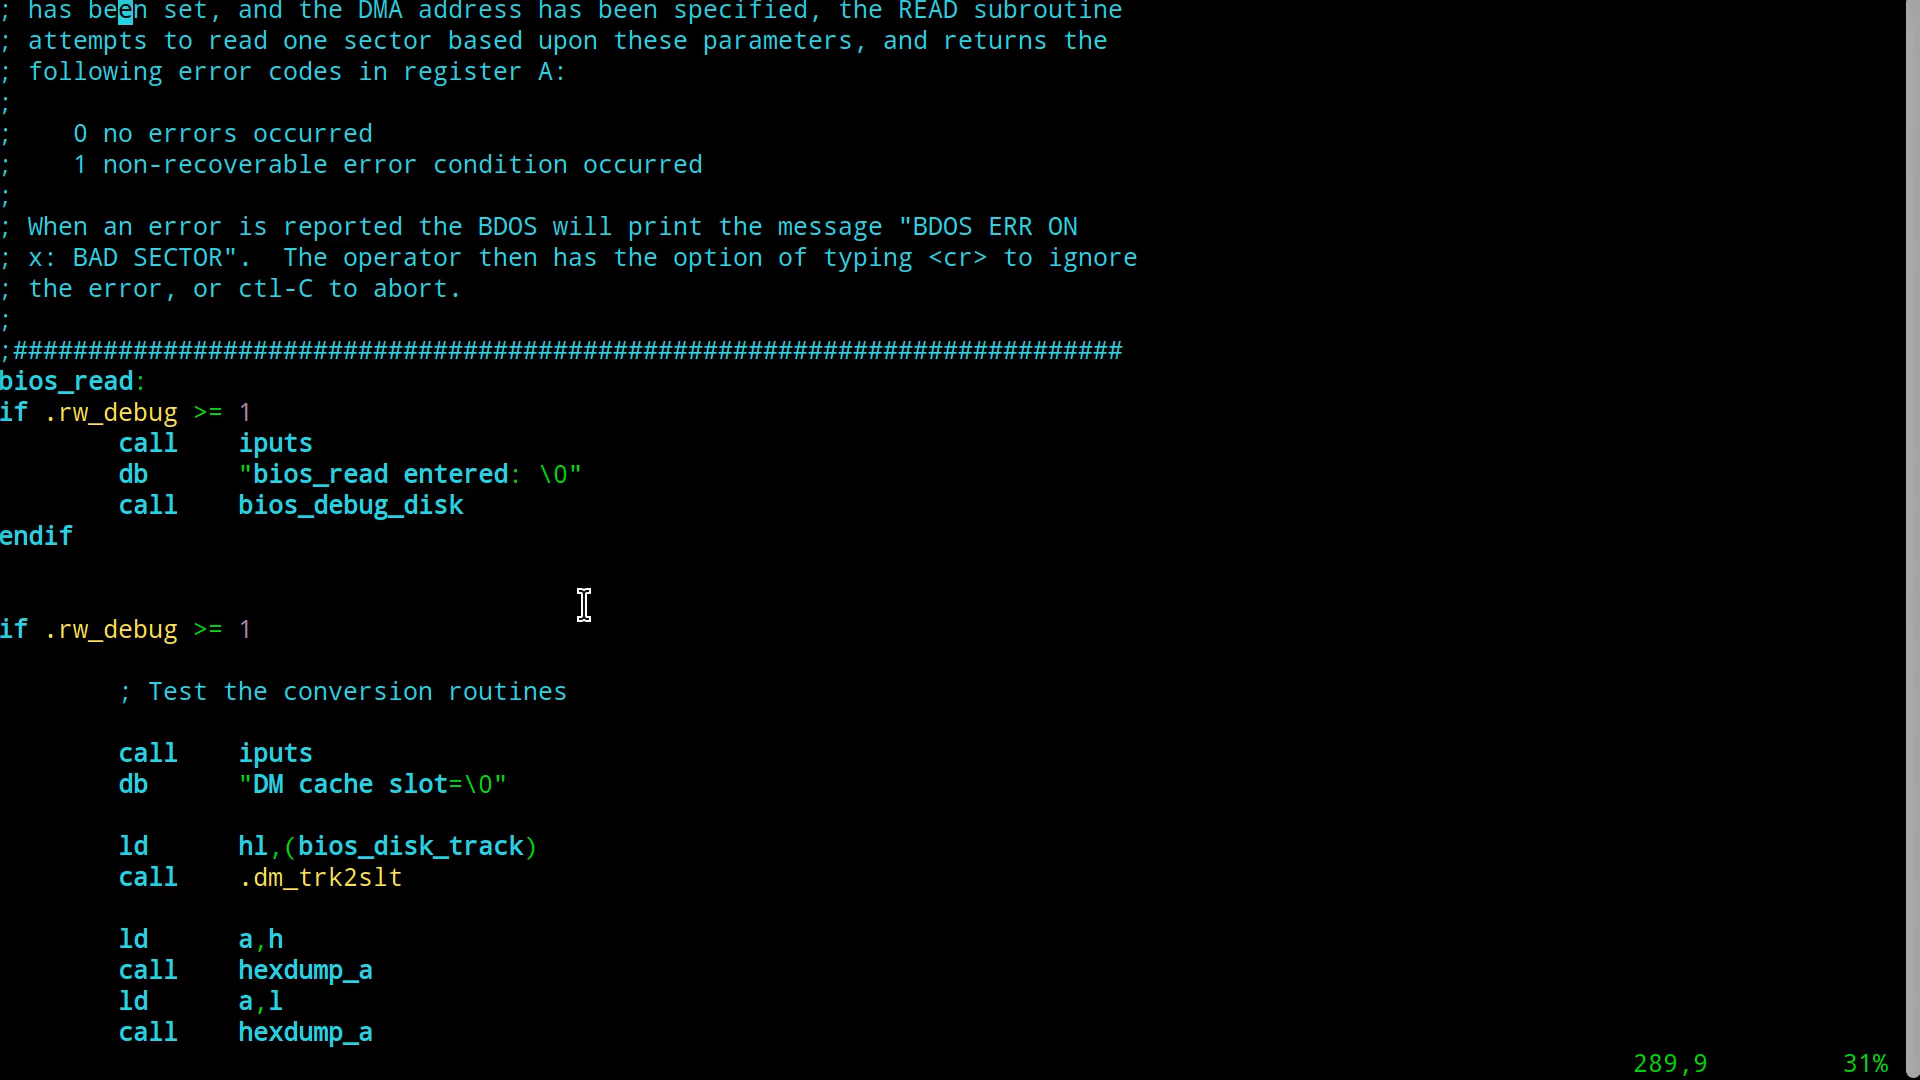 ; has been set, and the DMA address has been specified, the READ subroutine
; attempts to read one sector based upon these parameters, and returns the
; following error codes in register A:
;
;    0 no errors occurred
;    1 non-recoverable error condition occurred
;
; When an error is reported the BDOS will print the message "BDOS ERR ON
; x: BAD SECTOR".  The operator then has the option of typing <cr> to ignore
; the error, or ctl-C to abort.
;
;##########################################################################
bios_read:
if .rw_debug >= 1
        call    iputs
        db      "bios_read entered: \0"
        call    bios_debug_disk
endif
if .rw_debug >= 1
        ; Test the conversion routines
        call    iputs
        db      "DM cache slot=\0"
        ld      hl,(bios_disk_track)
        call    .dm_trk2slt
        ld      a,h
        call    hexdump_a
        ld      a,l
        call    hexdump_a
289,9         31%